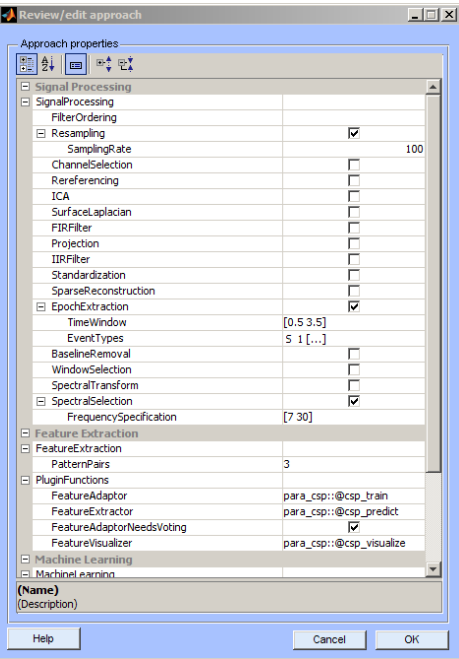 Review/edit approach
Approach properties
Signal Processing
SignalProcessing
FilterOrdering
Resampling
SamplingRate 100
ChannelSelection
Rereferencing
ICA
SurfaceLaplacian
FIRFilter
Projection
IIRFilter
Standardization
SparseReconstruction
EpochExtraction
TimeWindow [0.5 3.5]
EventTypes S 1 [...]
BaselineRemoval
WindowSelection
SpectralTransform
SpectralSelection
FrequencySpecification [7 30]
Feature Extraction
FeatureExtraction
PatternPairs 3
PluginFunctions
FeatureAdaptor para_csp::@csp_train
FeatureExtractor para_csp::@csp_predict
FeatureAdaptorNeedsVoting
FeatureVisualizer para_csp::@csp_visualize
Machine Learning
MachineLearning
(Name)
(Description)
Help Cancel OK